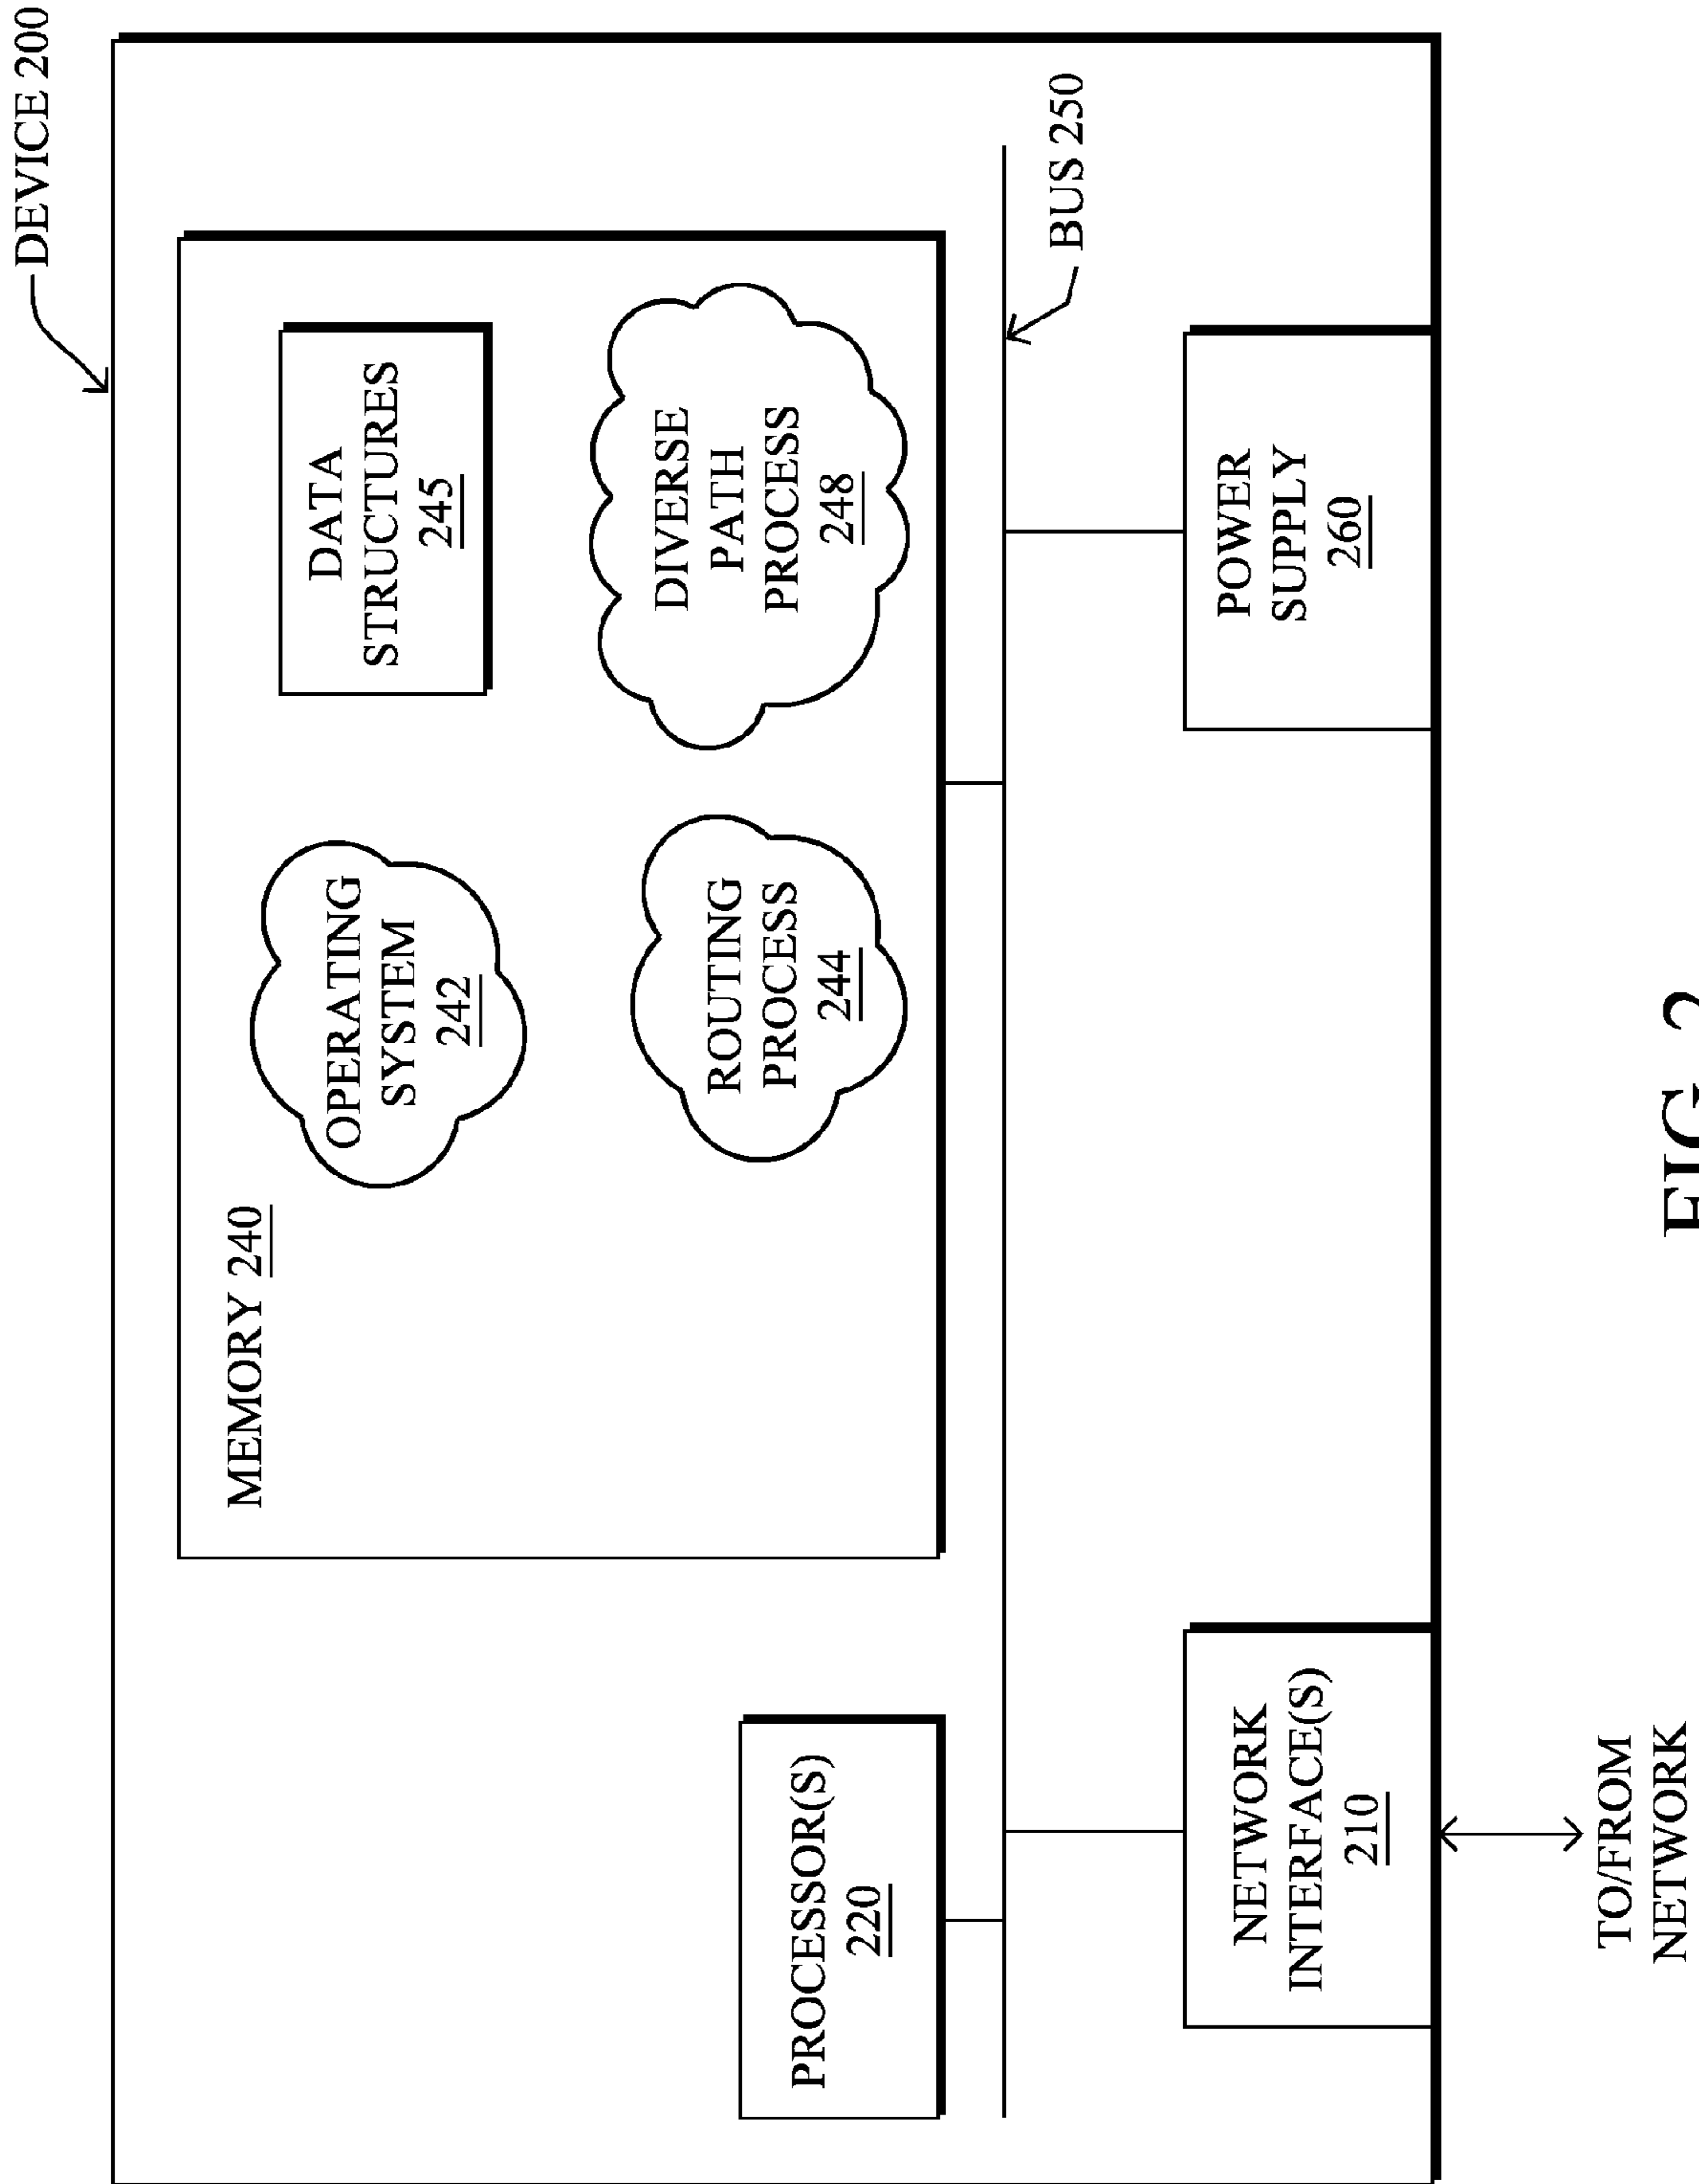 DEVICE 200
MEMORY 240
OPERATING
SYSTEM
242
DATA
STRUCTURES
245
ROUTING
PROCESS
244
DIVERSE
PATH
PROCESS
248
PROCESSOR(S)
220
BUS 250
NETWORK
INTERFACE(S)
210
POWER
SUPPLY
260
TO/FROM
NETWORK
FIG. 2